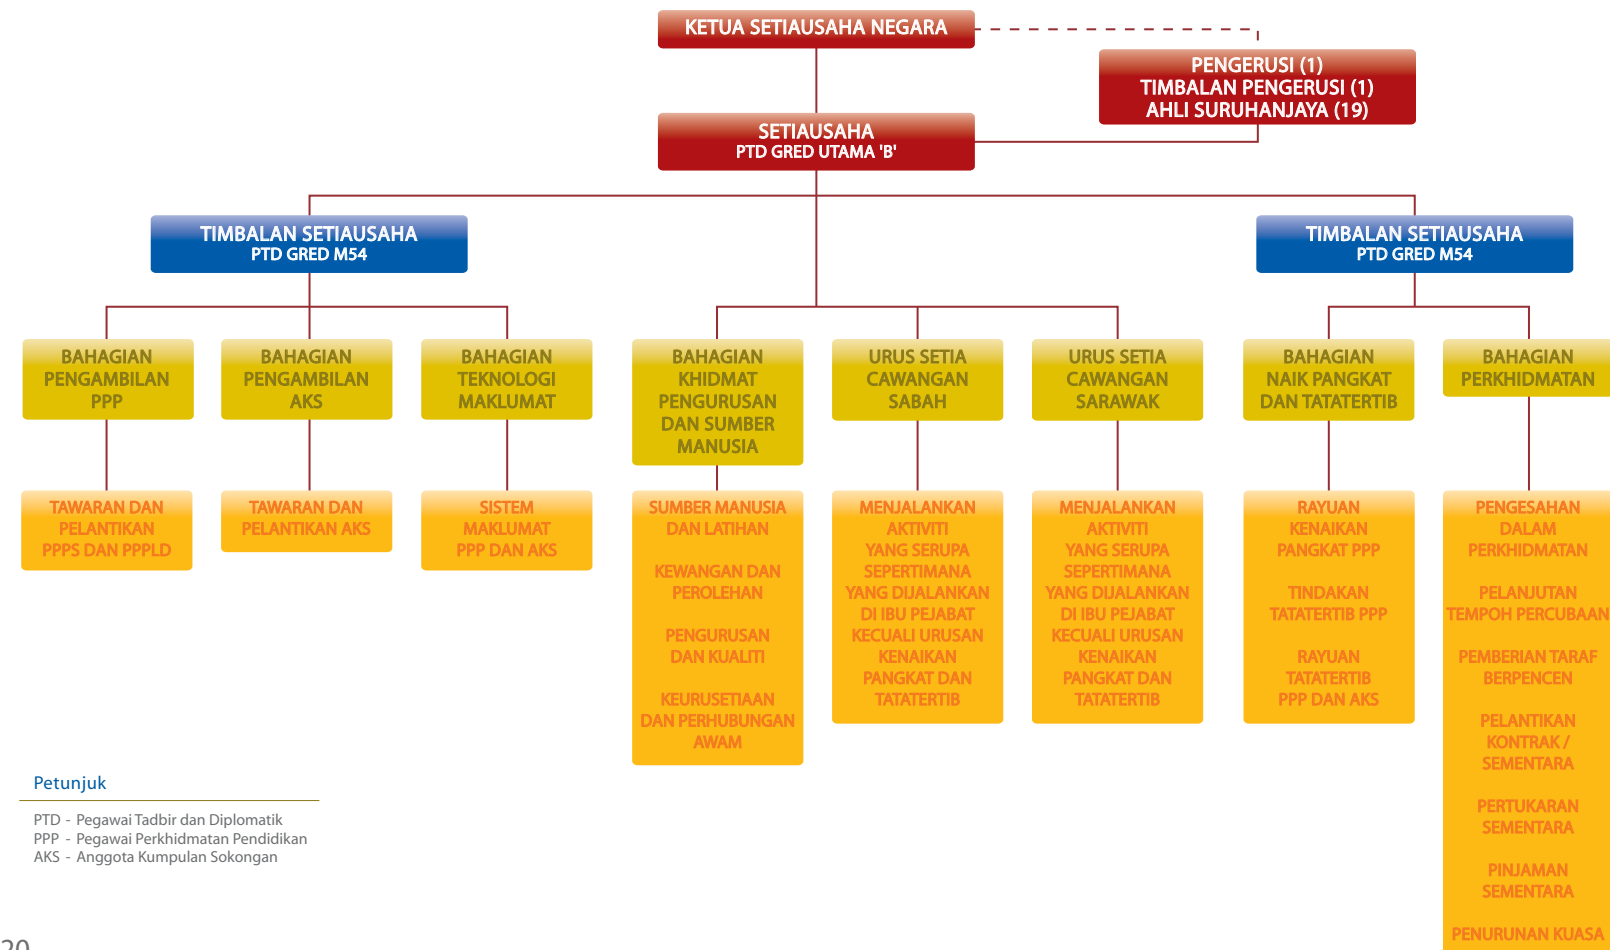 KETUA SETIAUSAHA NEGARA
PENGERUSI (1)
TIMBALAN PENGERUSI (1)
AHLI SURUHANJAYA (19)
SETIAUSAHA
PTD GRED UTAMA 'B'
TIMBALAN SETIAUSAHA
PTD GRED M54
TIMBALAN SETIAUSAHA
PTD GRED M54
BAHAGIAN
PENGAMBILAN
PPP
BAHAGIAN
PENGAMBILAN
AKS
BAHAGIAN
TEKNOLOGI
MAKLUMAT
BAHAGIAN
KHIDMAT
PENGURUSAN
DAN SUMBER
MANUSIA
URUS SETIA
CAWANGAN
SABAH
URUS SETIA
CAWANGAN
SARAWAK
BAHAGIAN
NAIK PANGKAT
DAN TATATERTIB
BAHAGIAN
PERKHIDMATAN
TAWARAN DAN
PELANTIKAN
PPPS DAN PPPLD
TAWARAN DAN
PELANTIKAN AKS
SISTEM
MAKLUMAT
PPP DAN AKS
SUMBER MANUSIA
DAN LATIHAN
KEWANGAN DAN
PEROLEHAN
PENGURUSAN
DAN KUALITI
KEURUSETIAAN
DAN PERHUBUNGAN
AWAM
MENJALANKAN
AKTIVITI
YANG SERUPA
SEPERTIMANA
YANG DIJALANKAN
DI IBU PEJABAT
KECUALI URUSAN
KENAIKAN
PANGKAT DAN
TATATERTIB
MENJALANKAN
AKTIVITI
YANG SERUPA
SEPERTIMANA
YANG DIJALANKAN
DI IBU PEJABAT
KECUALI URUSAN
KENAIKAN
PANGKAT DAN
TATATERTIB
RAYUAN
KENAIKAN
PANGKAT PPP
TINDAKAN
TATATERTIB PPP
RAYUAN
TATATERTIB
PPP DAN AKS
PENGESAHAN
DALAM
PERKHIDMATAN
PELANJUTAN
TEMPOH PERCUBAAN
PEMBERIAN TARAF
BERPENCEN
PELANTIKAN
KONTRAK /
SEMENTARA
PERTUKARAN
SEMENTARA
PINJAMAN
SEMENTARA
PENURUNAN KUASA
Petunjuk
PTD - Pegawai Tadbir dan Diplomatik
PPP - Pegawai Perkhidmatan Pendidikan
AKS - Anggota Kumpulan Sokongan
20